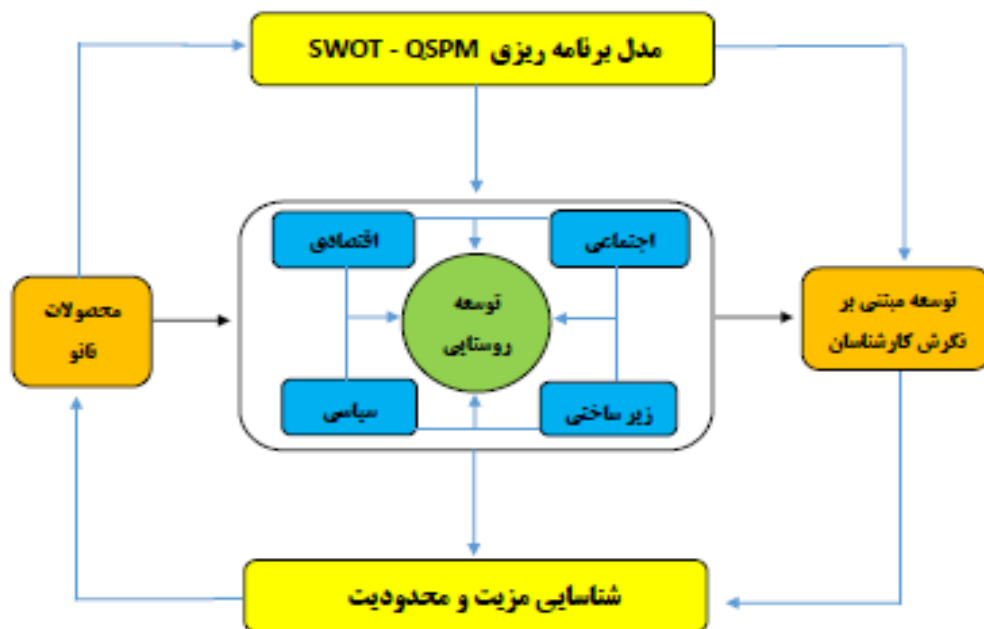 مدل برنامه ریزی SWOT - QSPM
اجتماعی
اقتصادی
توسعه
روستایی
زیر ساختی
سیاسی
محصولات
نانو
توسعه مبتنی بر
نگرش کارشناسان
شناسایی مزیت و محدودیت